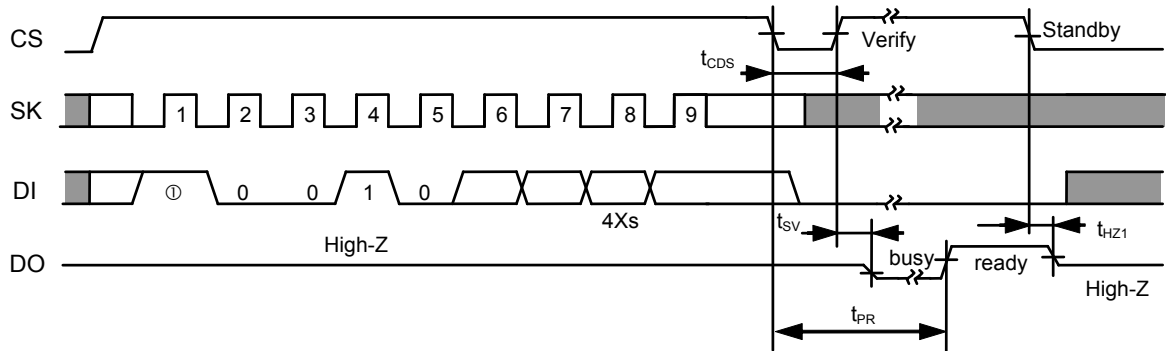 CS
Verify
Standby
tCDS
SK
1 2 3 4 5 6 7 8 9
DI
① 0 0 1 0
4Xs
tSV
tHZ1
High-Z
DO
busy
ready
High-Z
tPR